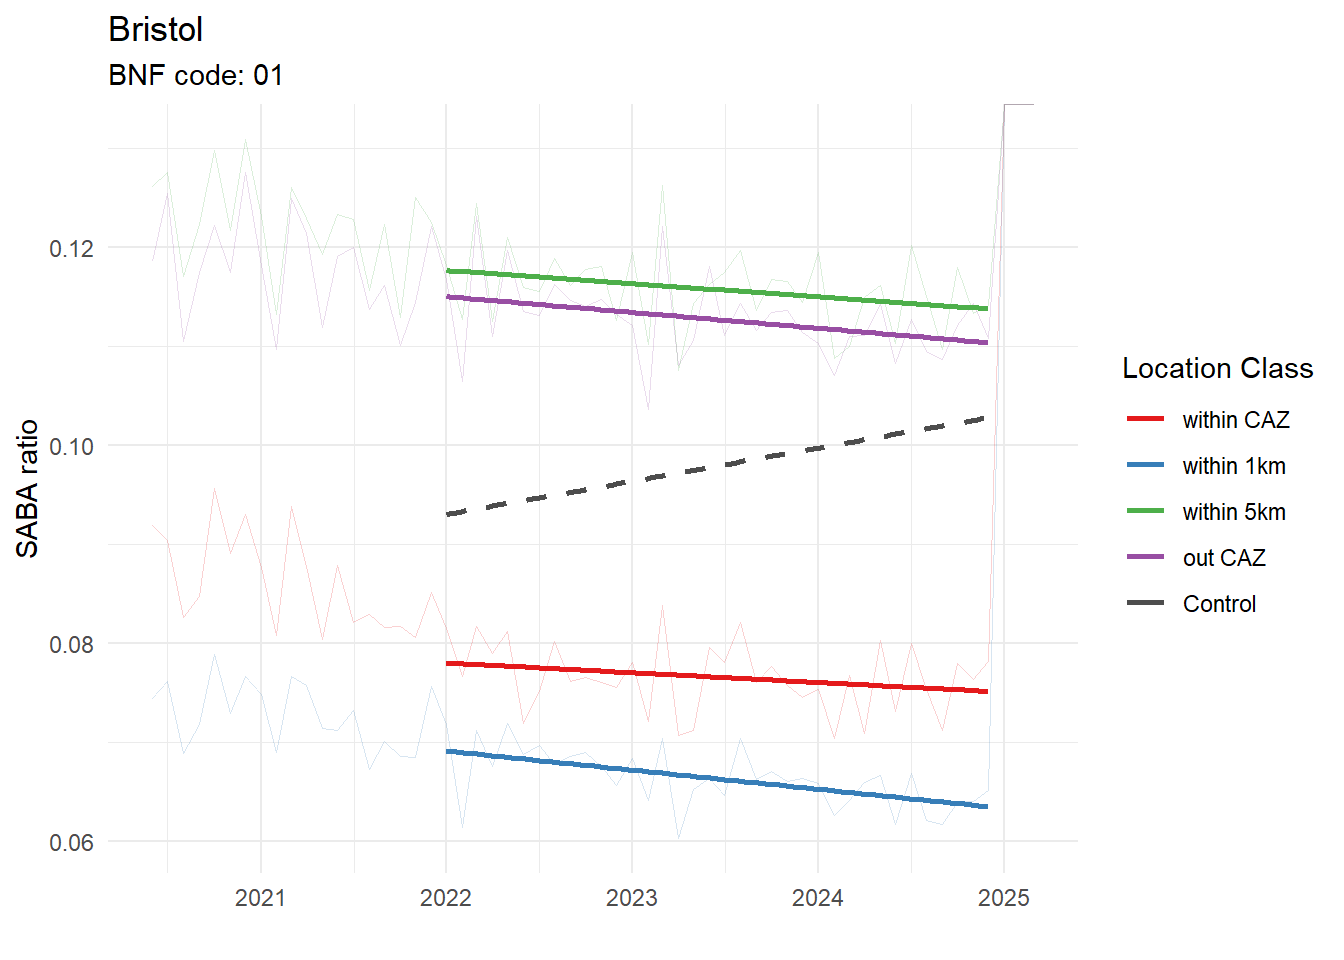 Bristol
BNF code: 01
SABA ratio
0.12
0.10
0.08
0.06
2021
2022
2023
2024
2025
Location Class
within CAZ
within 1km
within 5km
out CAZ
Control